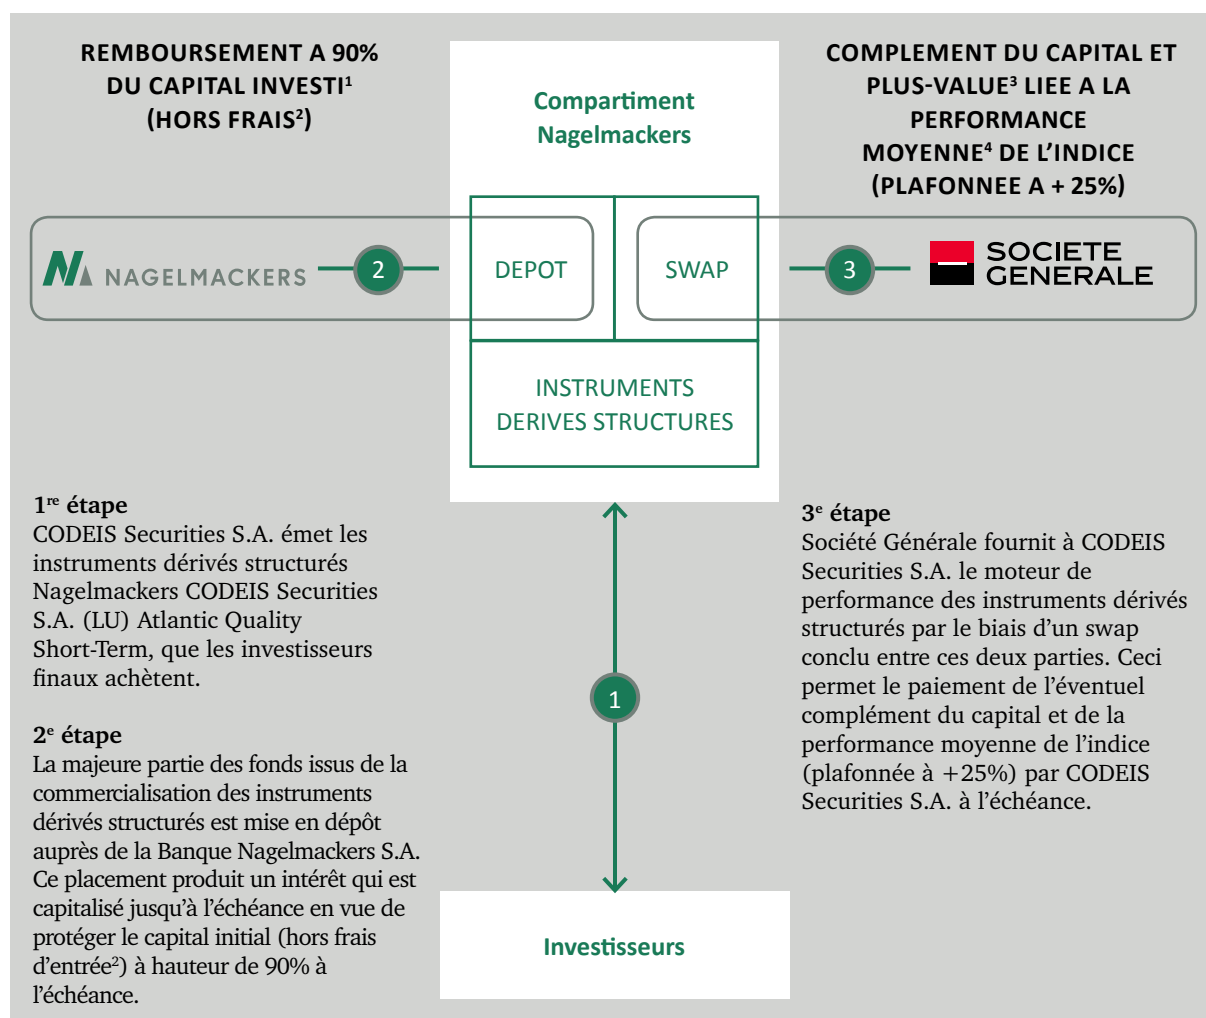 REMBOURSEMENT A 90%
DU CAPITAL INVESTI¹
(HORS FRAIS²)
Compartiment
Nagelmackers
COMPLEMENT DU CAPITAL ET
PLUS-VALUE³ LIEE A LA
PERFORMANCE
MOYENNE⁴ DE L’INDICE
(PLAFONNEE A + 25%)
NAGELMACKERS
2
DEPOT
SWAP
3
SOCIETE
GENERALE
INSTRUMENTS
DERIVES STRUCTURES
1ʳᵉ étape
CODEIS Securities S.A. émet les
instruments dérivés structurés
Nagelmackers CODEIS Securities
S.A. (LU) Atlantic Quality
Short-Term, que les investisseurs
finaux achètent.
2ᵉ étape
La majeure partie des fonds issus de la
commercialisation des instruments
dérivés structurés est mise en dépôt
auprès de la Banque Nagelmackers S.A.
Ce placement produit un intérêt qui est
capitalisé jusqu’à l’échéance en vue de
protéger le capital initial (hors frais
d’entrée²) à hauteur de 90% à
l’échéance.
1
3ᵉ étape
Société Générale fournit à CODEIS
Securities S.A. le moteur de
performance des instruments dérivés
structurés par le biais d’un swap
conclu entre ces deux parties. Ceci
permet le paiement de l’éventuel
complément du capital et de la
performance moyenne de l’indice
(plafonnée à +25%) par CODEIS
Securities S.A. à l’échéance.
Investisseurs